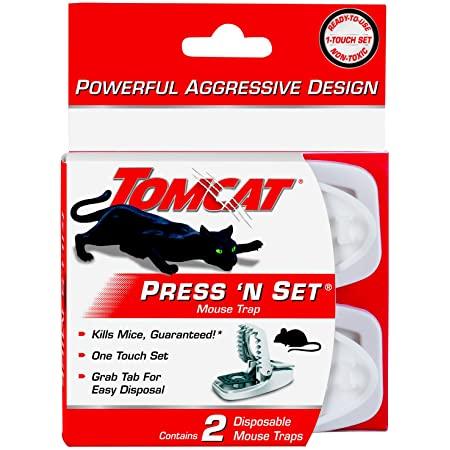 READY-TO-USE
1-TOUCH SET
NON-TOXIC
POWERFUL AGGRESSIVE DESIGN
TOMCAT®
PRESS 'N SET®
Mouse Trap
• Kills Mice, Guaranteed!*
• One Touch Set
• Grab Tab For
Easy Disposal
Contains 2 Disposable
Mouse Traps